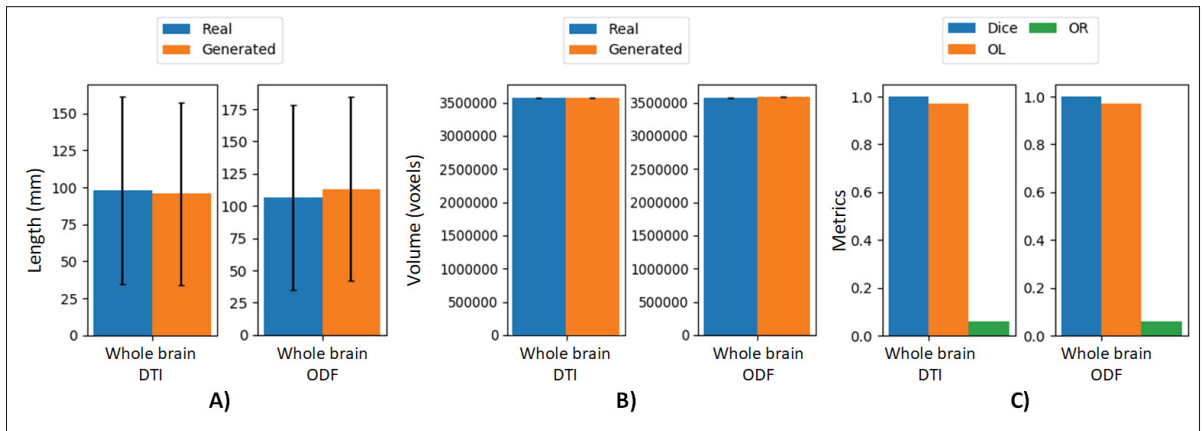 Real
Generated
Length (mm)
150
125
100
75
50
25
0
Whole brain
DTI
175
150
125
100
75
50
25
0
Whole brain
ODF
A)
Real
Generated
Volume (voxels)
3500000
3000000
2500000
2000000
1500000
1000000
500000
0
Whole brain
DTI
3500000
3000000
2500000
2000000
1500000
1000000
500000
0
Whole brain
ODF
B)
Dice OR
OL
Metrics
1.0
0.8
0.6
0.4
0.2
0.0
Whole brain
DTI
1.0
0.8
0.6
0.4
0.2
0.0
Whole brain
ODF
C)